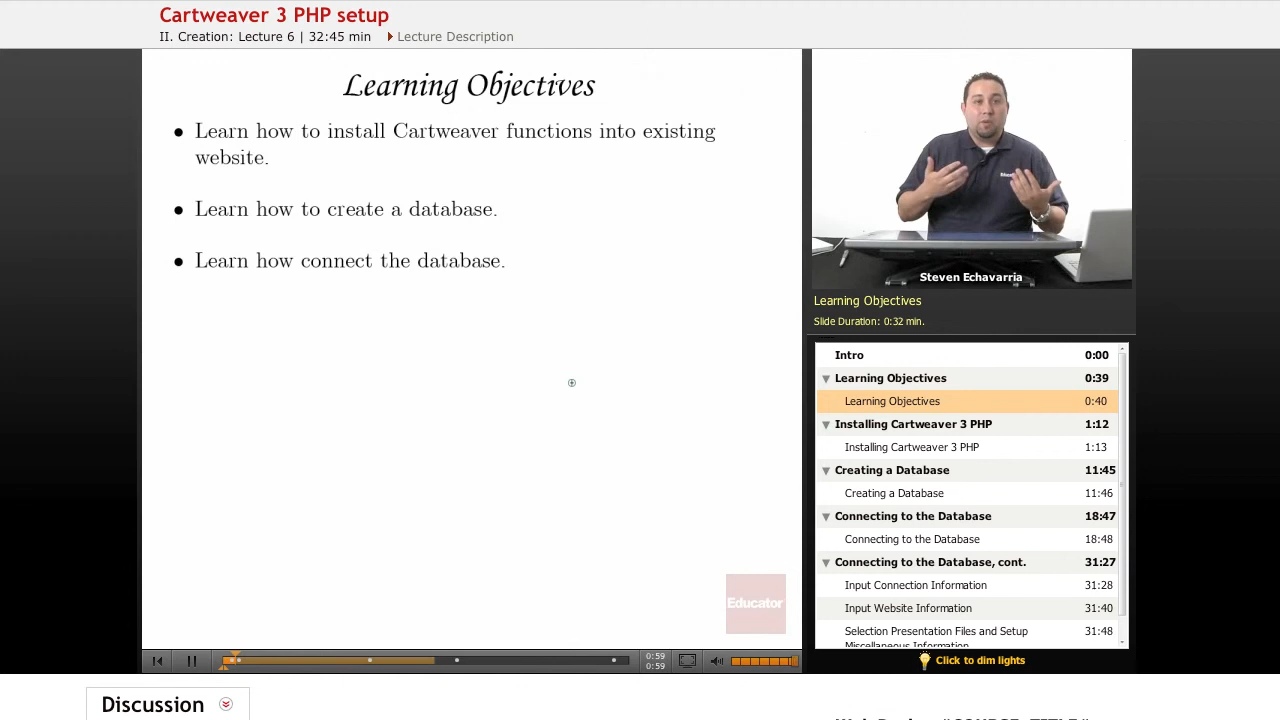 Cartweaver 3 PHP setup
II. Creation: Lecture 6 | 32:45 min
Lecture Description
Learning Objectives
• Learn how to install Cartweaver functions into existing
website.
• Learn how to create a database.
• Learn how connect the database.
Educator
Steven Echavarria
Learning Objectives
Slide Duration: 0:32 min.
Intro 0:00
Learning Objectives 0:39
Learning Objectives 0:40
Installing Cartweaver 3 PHP 1:12
Installing Cartweaver 3 PHP 1:13
Creating a Database 11:45
Creating a Database 11:46
Connecting to the Database 18:47
Connecting to the Database 18:48
Connecting to the Database, cont. 31:27
Input Connection Information 31:28
Input Website Information 31:40
Selection Presentation Files and Setup 31:48
Miscellaneous Information
0:59
0:59
Click to dim lights
Discussion